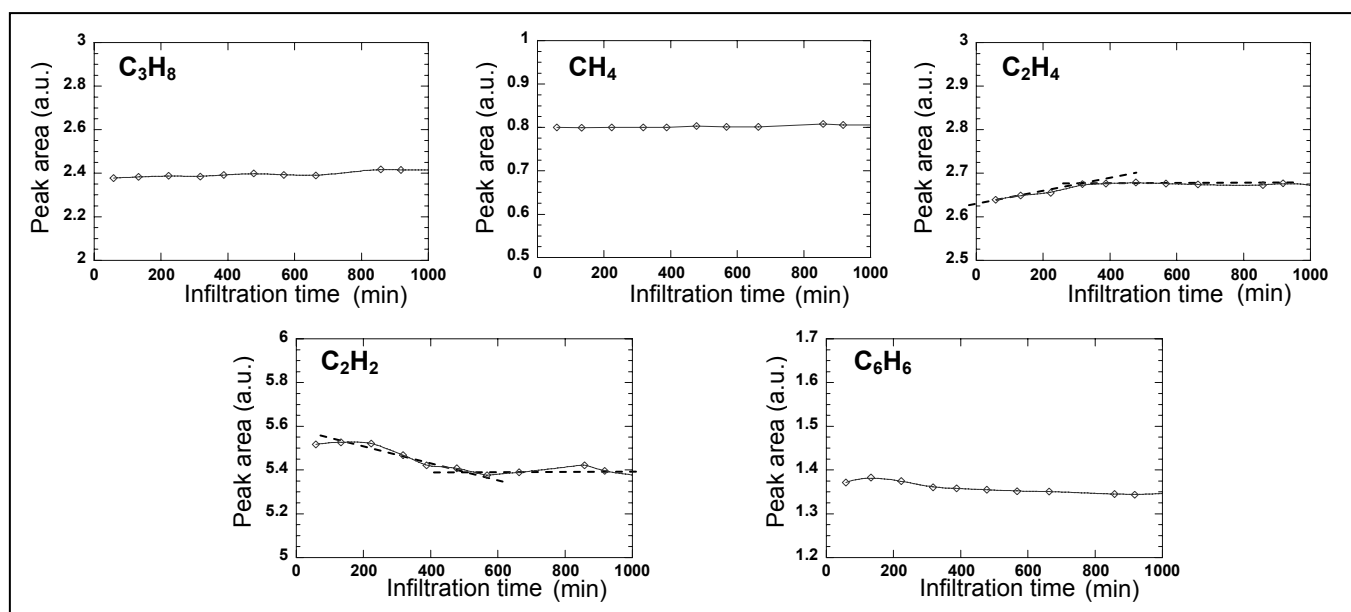 C₃H₈
Peak area (a.u.)
3
2.8
2.6
2.4
2.2
2
0 200 400 600 800 1000
Infiltration time (min)
CH₄
Peak area (a.u.)
1
0.9
0.8
0.7
0.6
0.5
0 200 400 600 800 1000
Infiltration time (min)
C₂H₄
Peak area (a.u.)
3
2.9
2.8
2.7
2.6
2.5
0 200 400 600 800 1000
Infiltration time (min)
C₂H₂
Peak area (a.u.)
6
5.8
5.6
5.4
5.2
5
0 200 400 600 800 1000
Infiltration time (min)
C₆H₆
Peak area (a.u.)
1.7
1.6
1.5
1.4
1.3
1.2
0 200 400 600 800 1000
Infiltration time (min)